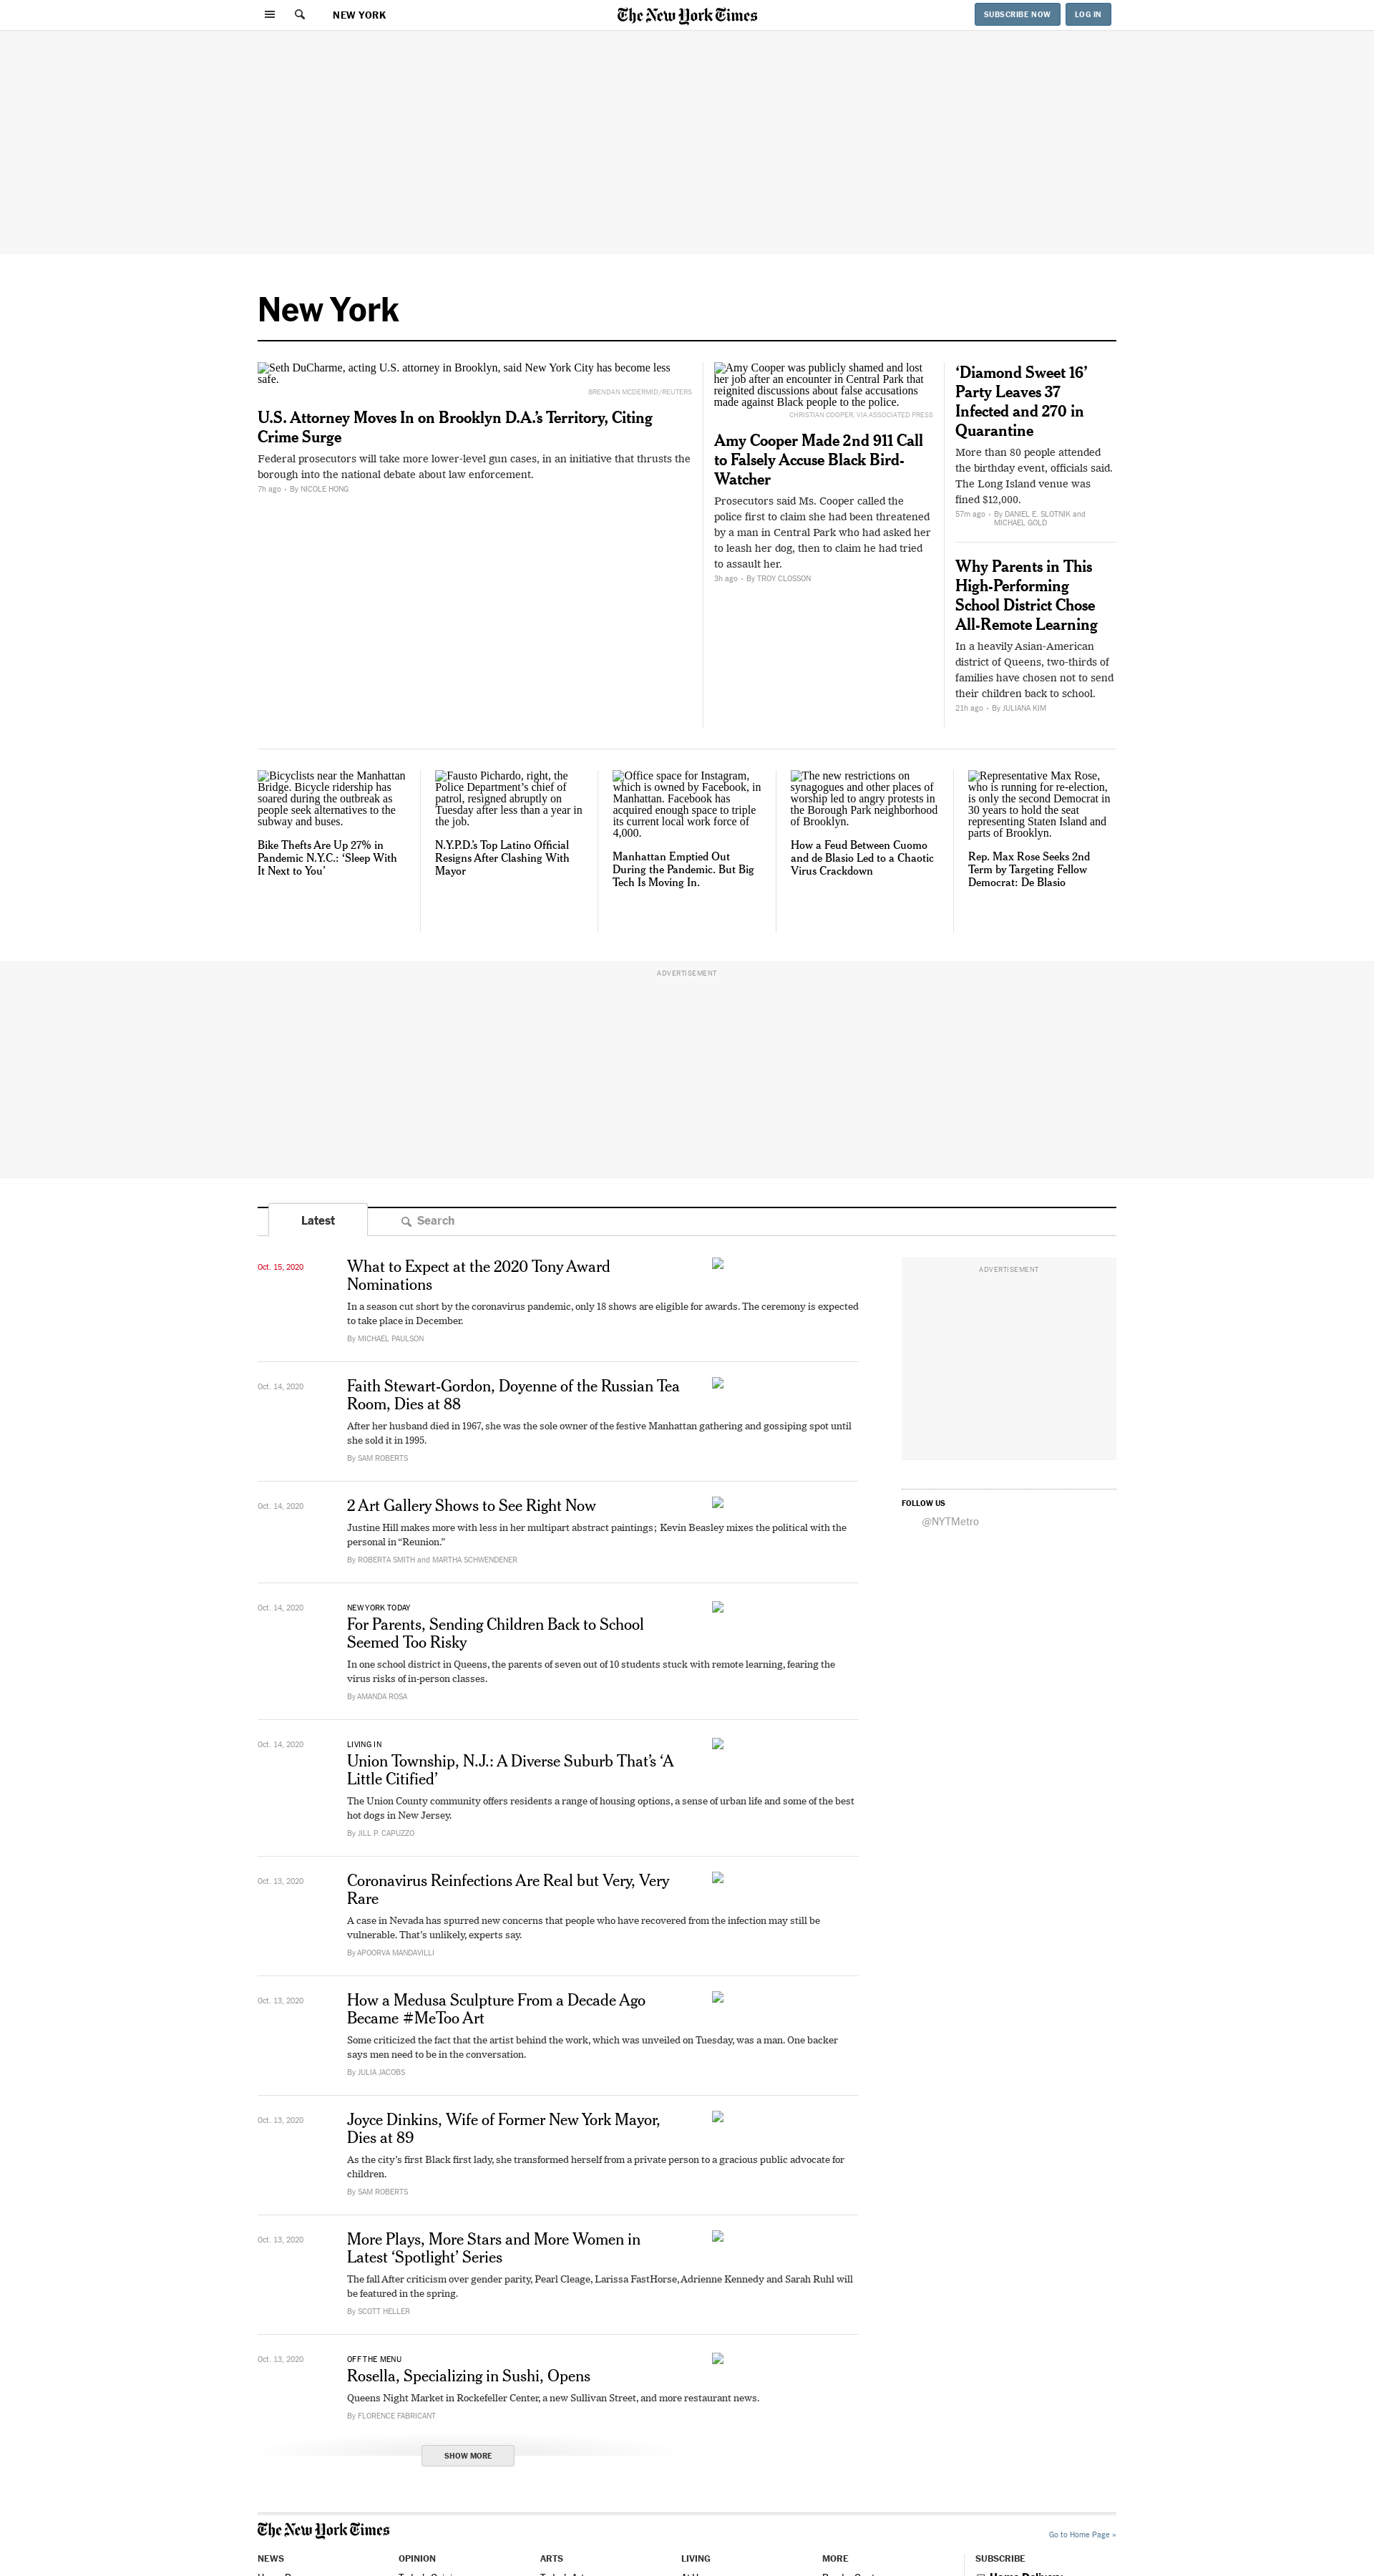 NEW YORK
The New York Times
SUBSCRIBE NOW
LOG IN
New York
Seth DuCharme, acting U.S. attorney in Brooklyn, said New York City has become less
safe.
BRENDAN MCDERMID/REUTERS
U.S. Attorney Moves In on Brooklyn D.A.’s Territory, Citing
Crime Surge
Federal prosecutors will take more lower-level gun cases, in an initiative that thrusts the
borough into the national debate about law enforcement.
7h ago • By NICOLE HONG
Amy Cooper was publicly shamed and lost
her job after an encounter in Central Park that
reignited discussions about false accusations
made against Black people to the police.
CHRISTIAN COOPER, VIA ASSOCIATED PRESS
Amy Cooper Made 2nd 911 Call
to Falsely Accuse Black Bird-
Watcher
Prosecutors said Ms. Cooper called the
police first to claim she had been threatened
by a man in Central Park who had asked her
to leash her dog, then to claim he had tried
to assault her.
3h ago • By TROY CLOSSON
‘Diamond Sweet 16’
Party Leaves 37
Infected and 270 in
Quarantine
More than 80 people attended
the birthday event, officials said.
The Long Island venue was
fined $12,000.
57m ago • By DANIEL E. SLOTNIK and
MICHAEL GOLD
Why Parents in This
High-Performing
School District Chose
All-Remote Learning
In a heavily Asian-American
district of Queens, two-thirds of
families have chosen not to send
their children back to school.
21h ago • By JULIANA KIM
Bicyclists near the Manhattan
Bridge. Bicycle ridership has
soared during the outbreak as
people seek alternatives to the
subway and buses.
Bike Thefts Are Up 27% in
Pandemic N.Y.C.: ‘Sleep With
It Next to You’
Fausto Pichardo, right, the
Police Department’s chief of
patrol, resigned abruptly on
Tuesday after less than a year in
the job.
N.Y.P.D.’s Top Latino Official
Resigns After Clashing With
Mayor
Office space for Instagram,
which is owned by Facebook, in
Manhattan. Facebook has
acquired enough space to triple
its current local work force of
4,000.
Manhattan Emptied Out
During the Pandemic. But Big
Tech Is Moving In.
The new restrictions on
synagogues and other places of
worship led to angry protests in
the Borough Park neighborhood
of Brooklyn.
How a Feud Between Cuomo
and de Blasio Led to a Chaotic
Virus Crackdown
Representative Max Rose,
who is running for re-election,
is only the second Democrat in
30 years to hold the seat
representing Staten Island and
parts of Brooklyn.
Rep. Max Rose Seeks 2nd
Term by Targeting Fellow
Democrat: De Blasio
ADVERTISEMENT
Latest
Search
Oct. 15, 2020
What to Expect at the 2020 Tony Award
Nominations
In a season cut short by the coronavirus pandemic, only 18 shows are eligible for awards. The ceremony is expected
to take place in December.
By MICHAEL PAULSON
ADVERTISEMENT
Oct. 14, 2020
Faith Stewart-Gordon, Doyenne of the Russian Tea
Room, Dies at 88
After her husband died in 1967, she was the sole owner of the festive Manhattan gathering and gossiping spot until
she sold it in 1995.
By SAM ROBERTS
FOLLOW US
@NYTMetro
Oct. 14, 2020
2 Art Gallery Shows to See Right Now
Justine Hill makes more with less in her multipart abstract paintings; Kevin Beasley mixes the political with the
personal in “Reunion.”
By ROBERTA SMITH and MARTHA SCHWENDENER
Oct. 14, 2020
NEW YORK TODAY
For Parents, Sending Children Back to School
Seemed Too Risky
In one school district in Queens, the parents of seven out of 10 students stuck with remote learning, fearing the
virus risks of in-person classes.
By AMANDA ROSA
Oct. 14, 2020
LIVING IN
Union Township, N.J.: A Diverse Suburb That’s ‘A
Little Citified’
The Union County community offers residents a range of housing options, a sense of urban life and some of the best
hot dogs in New Jersey.
By JILL P. CAPUZZO
Oct. 13, 2020
Coronavirus Reinfections Are Real but Very, Very
Rare
A case in Nevada has spurred new concerns that people who have recovered from the infection may still be
vulnerable. That’s unlikely, experts say.
By APOORVA MANDAVILLI
Oct. 13, 2020
How a Medusa Sculpture From a Decade Ago
Became #MeToo Art
Some criticized the fact that the artist behind the work, which was unveiled on Tuesday, was a man. One backer
says men need to be in the conversation.
By JULIA JACOBS
Oct. 13, 2020
Joyce Dinkins, Wife of Former New York Mayor,
Dies at 89
As the city’s first Black first lady, she transformed herself from a private person to a gracious public advocate for
children.
By SAM ROBERTS
Oct. 13, 2020
More Plays, More Stars and More Women in
Latest ‘Spotlight’ Series
The fall After criticism over gender parity, Pearl Cleage, Larissa FastHorse, Adrienne Kennedy and Sarah Ruhl will
be featured in the spring.
By SCOTT HELLER
Oct. 13, 2020
OFF THE MENU
Rosella, Specializing in Sushi, Opens
Queens Night Market in Rockefeller Center, a new Sullivan Street, and more restaurant news.
By FLORENCE FABRICANT
SHOW MORE
The New York Times
Go to Home Page »
NEWS
OPINION
ARTS
LIVING
MORE
SUBSCRIBE